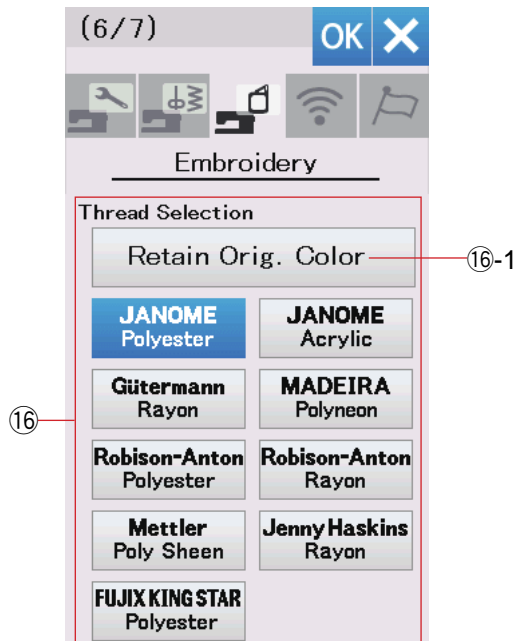 (6/7)
OK
Embroidery
Thread Selection
Retain Orig. Color
⑯-1
JANOME
Polyester
JANOME
Acrylic
Gütermann
Rayon
MADEIRA
Polyneon
⑯
Robison-Anton
Polyester
Robison-Anton
Rayon
Mettler
Poly Sheen
Jenny Haskins
Rayon
FUJIX KING STAR
Polyester